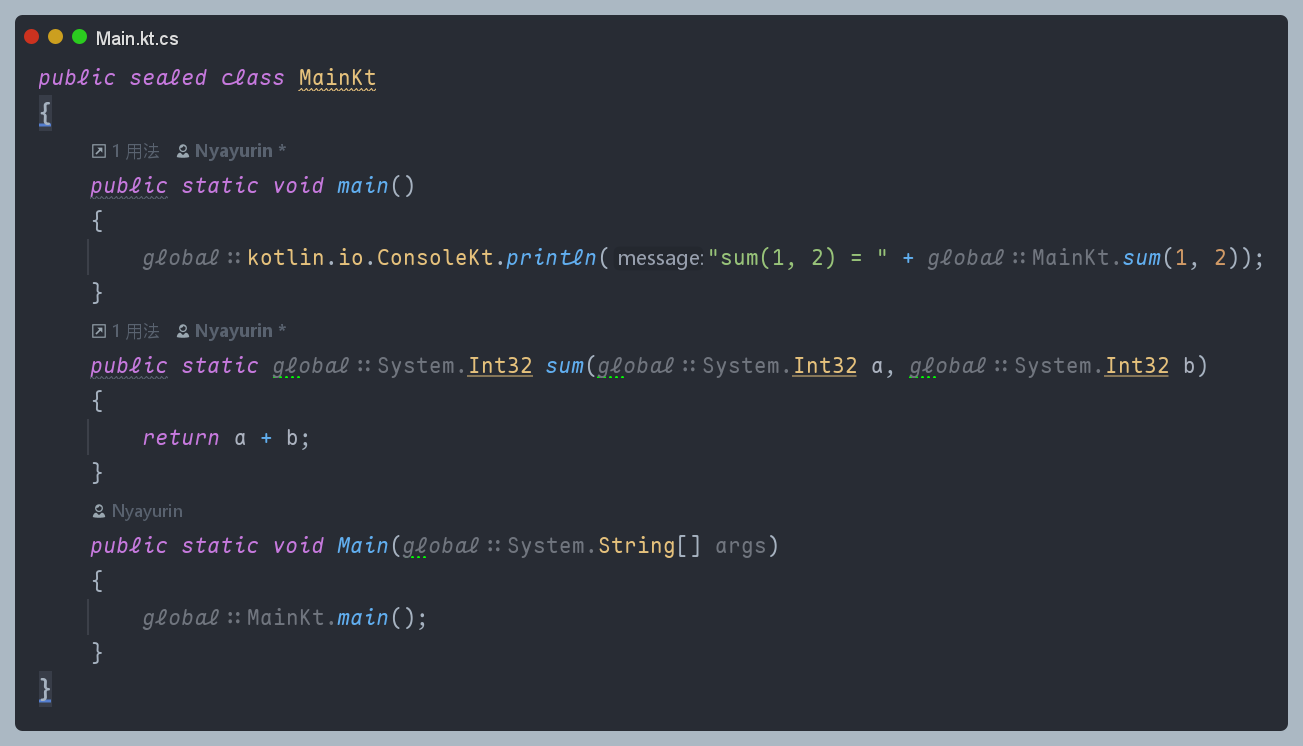 Main.kt.cs
public sealed class MainKt
{
1 用法 Nyayurin *
public static void main()
{
global::kotlin.io.ConsoleKt.println( message: "sum(1, 2) = " + global::MainKt.sum(1, 2));
}
1 用法 Nyayurin *
public static global::System.Int32 sum(global::System.Int32 a, global::System.Int32 b)
{
return a + b;
}
Nyayurin
public static void Main(global::System.String[] args)
{
global::MainKt.main();
}
}